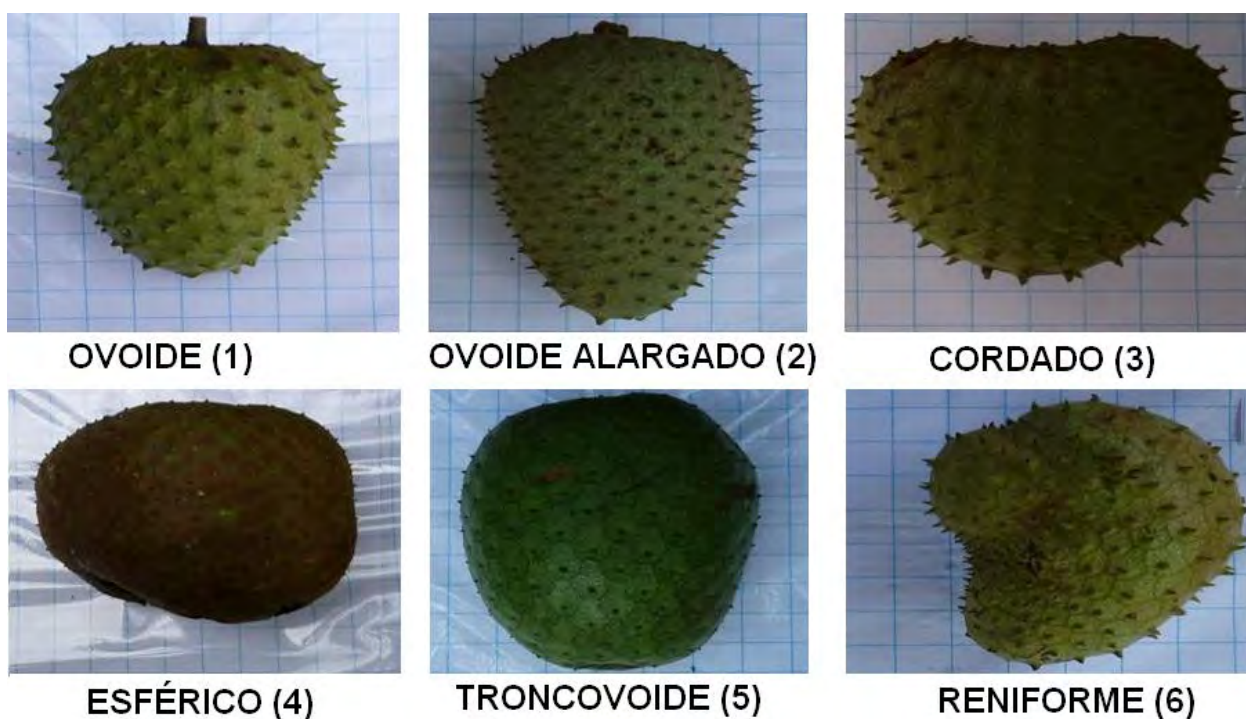 OVOIDE (1)
OVOIDE ALARGADO (2)
CORDADO (3)
ESFÉRICO (4)
TRONCOVOIDE (5)
RENIFORME (6)